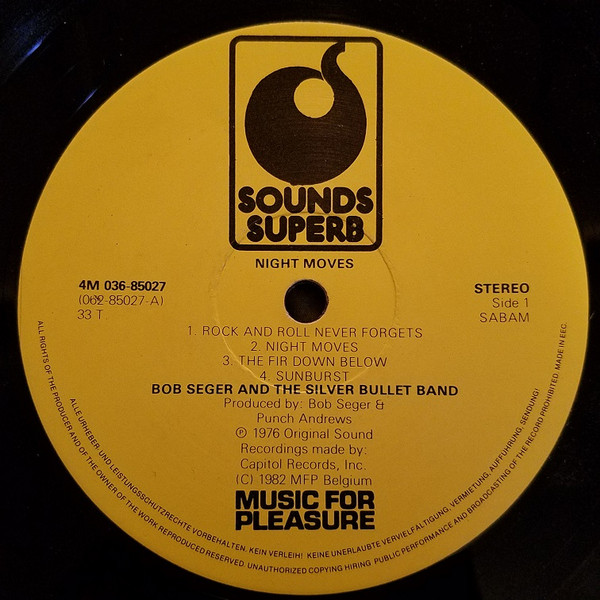 SOUNDS
SUPERB
NIGHT MOVES
4M 036-85027
(062-85027-A)
33 T.
STEREO
Side 1
SABAM
1. ROCK AND ROLL NEVER FORGETS
2. NIGHT MOVES
3. THE FIR DOWN BELOW
4. SUNBURST
BOB SEGER AND THE SILVER BULLET BAND
Produced by: Bob Seger &
Punch Andrews
℗ 1976 Original Sound
Recordings made by:
Capitol Records, Inc.
(C) 1982 MFP Belgium
MUSIC FOR
PLEASURE
ALLE URHEBER- UND LEISTUNGSSCHUTZRECHTE VORBEHALTEN. KEIN VERLEIH! KEINE UNERLAUBTE VERVIELFALTIGUNG, VERMIETUNG, AUFFUHRUNG, SENDUNG!
ALL RIGHTS OF THE PRODUCER AND OF THE OWNER OF THE WORK REPRODUCED RESERVED. UNAUTHORIZED COPYING HIRING PUBLIC PERFORMANCE AND BROADCASTING OF THE RECORD PROHIBITED. MADE IN EEC.